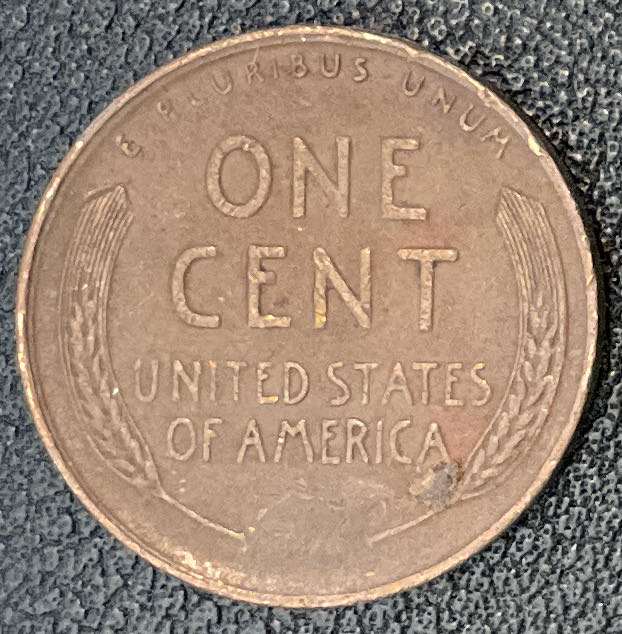 E PLURIBUS UNUM
ONE
CENT
UNITED STATES
OF AMERICA